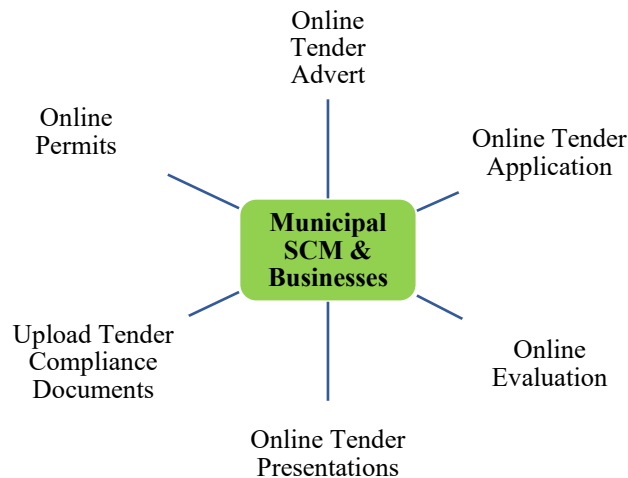 Online
Tender
Advert
Online
Permits
Online Tender
Application
Municipal
SCM &
Businesses
Upload Tender
Compliance
Documents
Online
Evaluation
Online Tender
Presentations